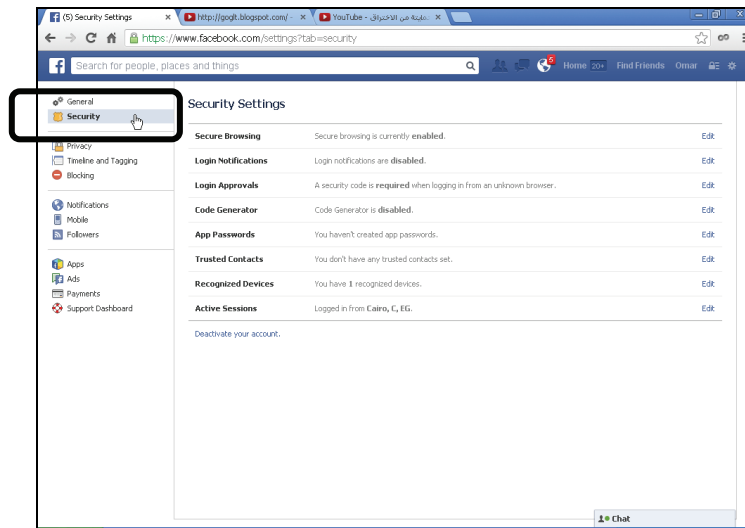 (5) Security Settings
http://gogIt.blogspot.com/ -
YouTube - حمايته من الاختراق
https://www.facebook.com/settings?tab=security
f
Search for people, places and things
5
Home 20+ Find Friends Omar
General
Security
Privacy
Timeline and Tagging
Blocking
Notifications
Mobile
Followers
Apps
Ads
Payments
Support Dashboard
Security Settings
Secure Browsing Secure browsing is currently enabled. Edit
Login Notifications Login notifications are disabled. Edit
Login Approvals A security code is required when logging in from an unknown browser. Edit
Code Generator Code Generator is disabled. Edit
App Passwords You haven't created app passwords. Edit
Trusted Contacts You don't have any trusted contacts set. Edit
Recognized Devices You have 1 recognized devices. Edit
Active Sessions Logged in from Cairo, C, EG. Edit
Deactivate your account.
Chat